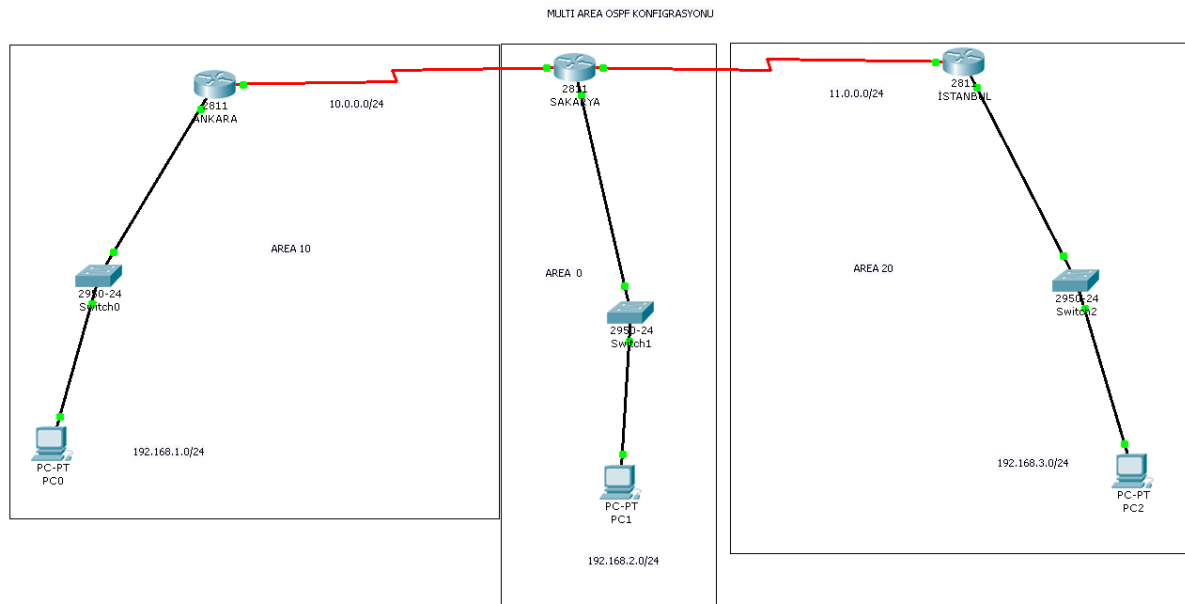 MULTI AREA OSPF KONFIGRASYONU
2811
ANKARA
10.0.0.0/24
2811
SAKARYA
11.0.0.0/24
2811
İSTANBUL
AREA 10
AREA 0
AREA 20
2950-24
Switch0
2950-24
Switch1
2950-24
Switch2
192.168.1.0/24
PC-PT
PC0
PC-PT
PC1
192.168.3.0/24
PC-PT
PC2
192.168.2.0/24